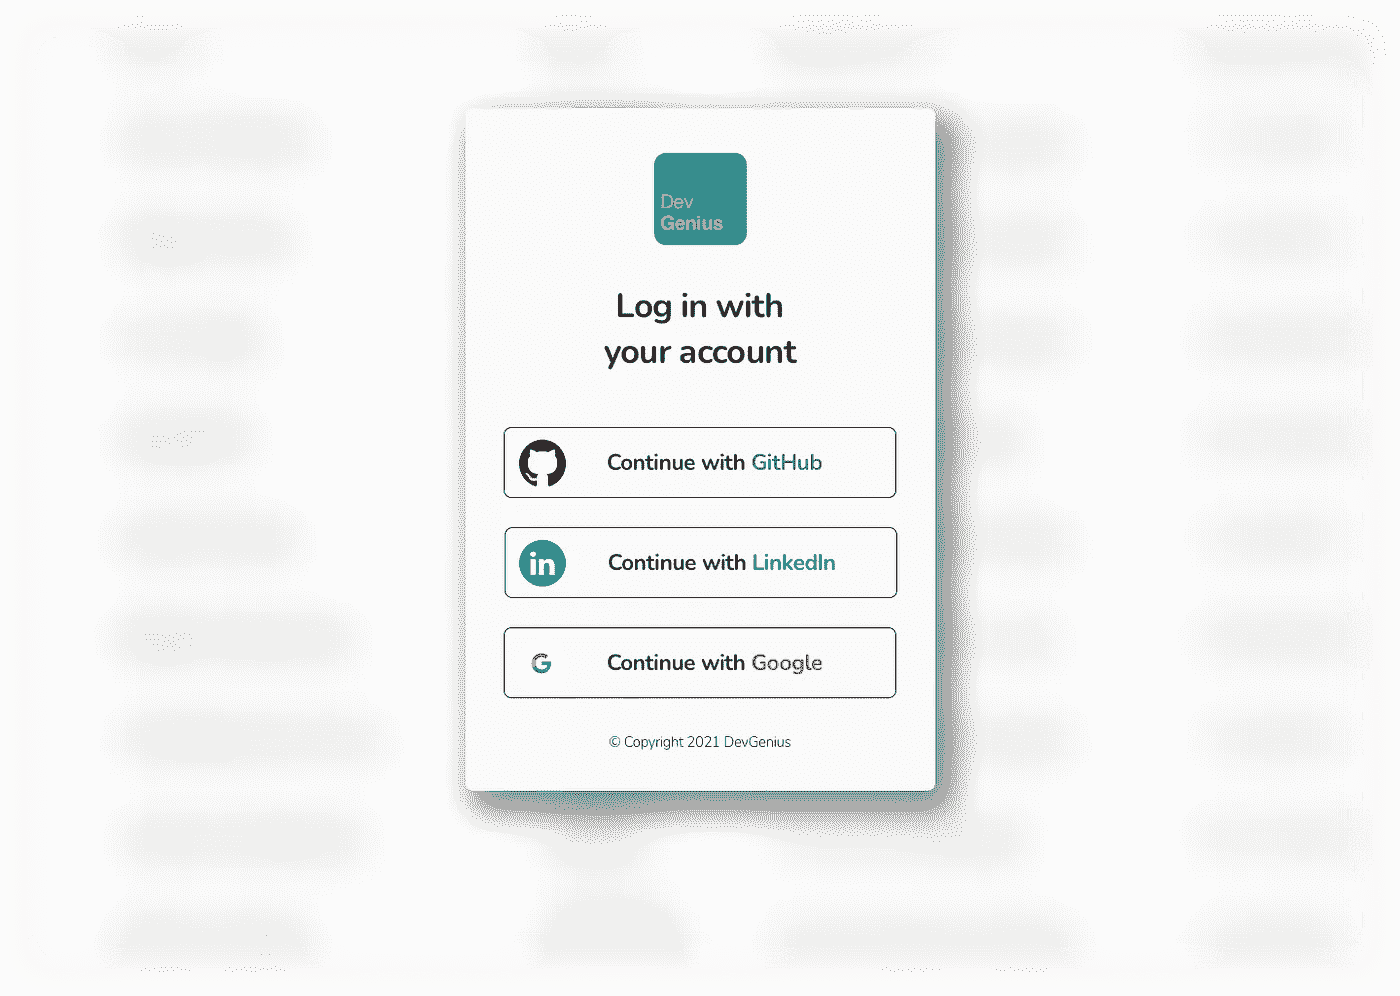 Dev
Genius
Log in with
your account
Continue with GitHub
in
Continue with LinkedIn
G
Continue with Google
© Copyright 2021 DevGenius